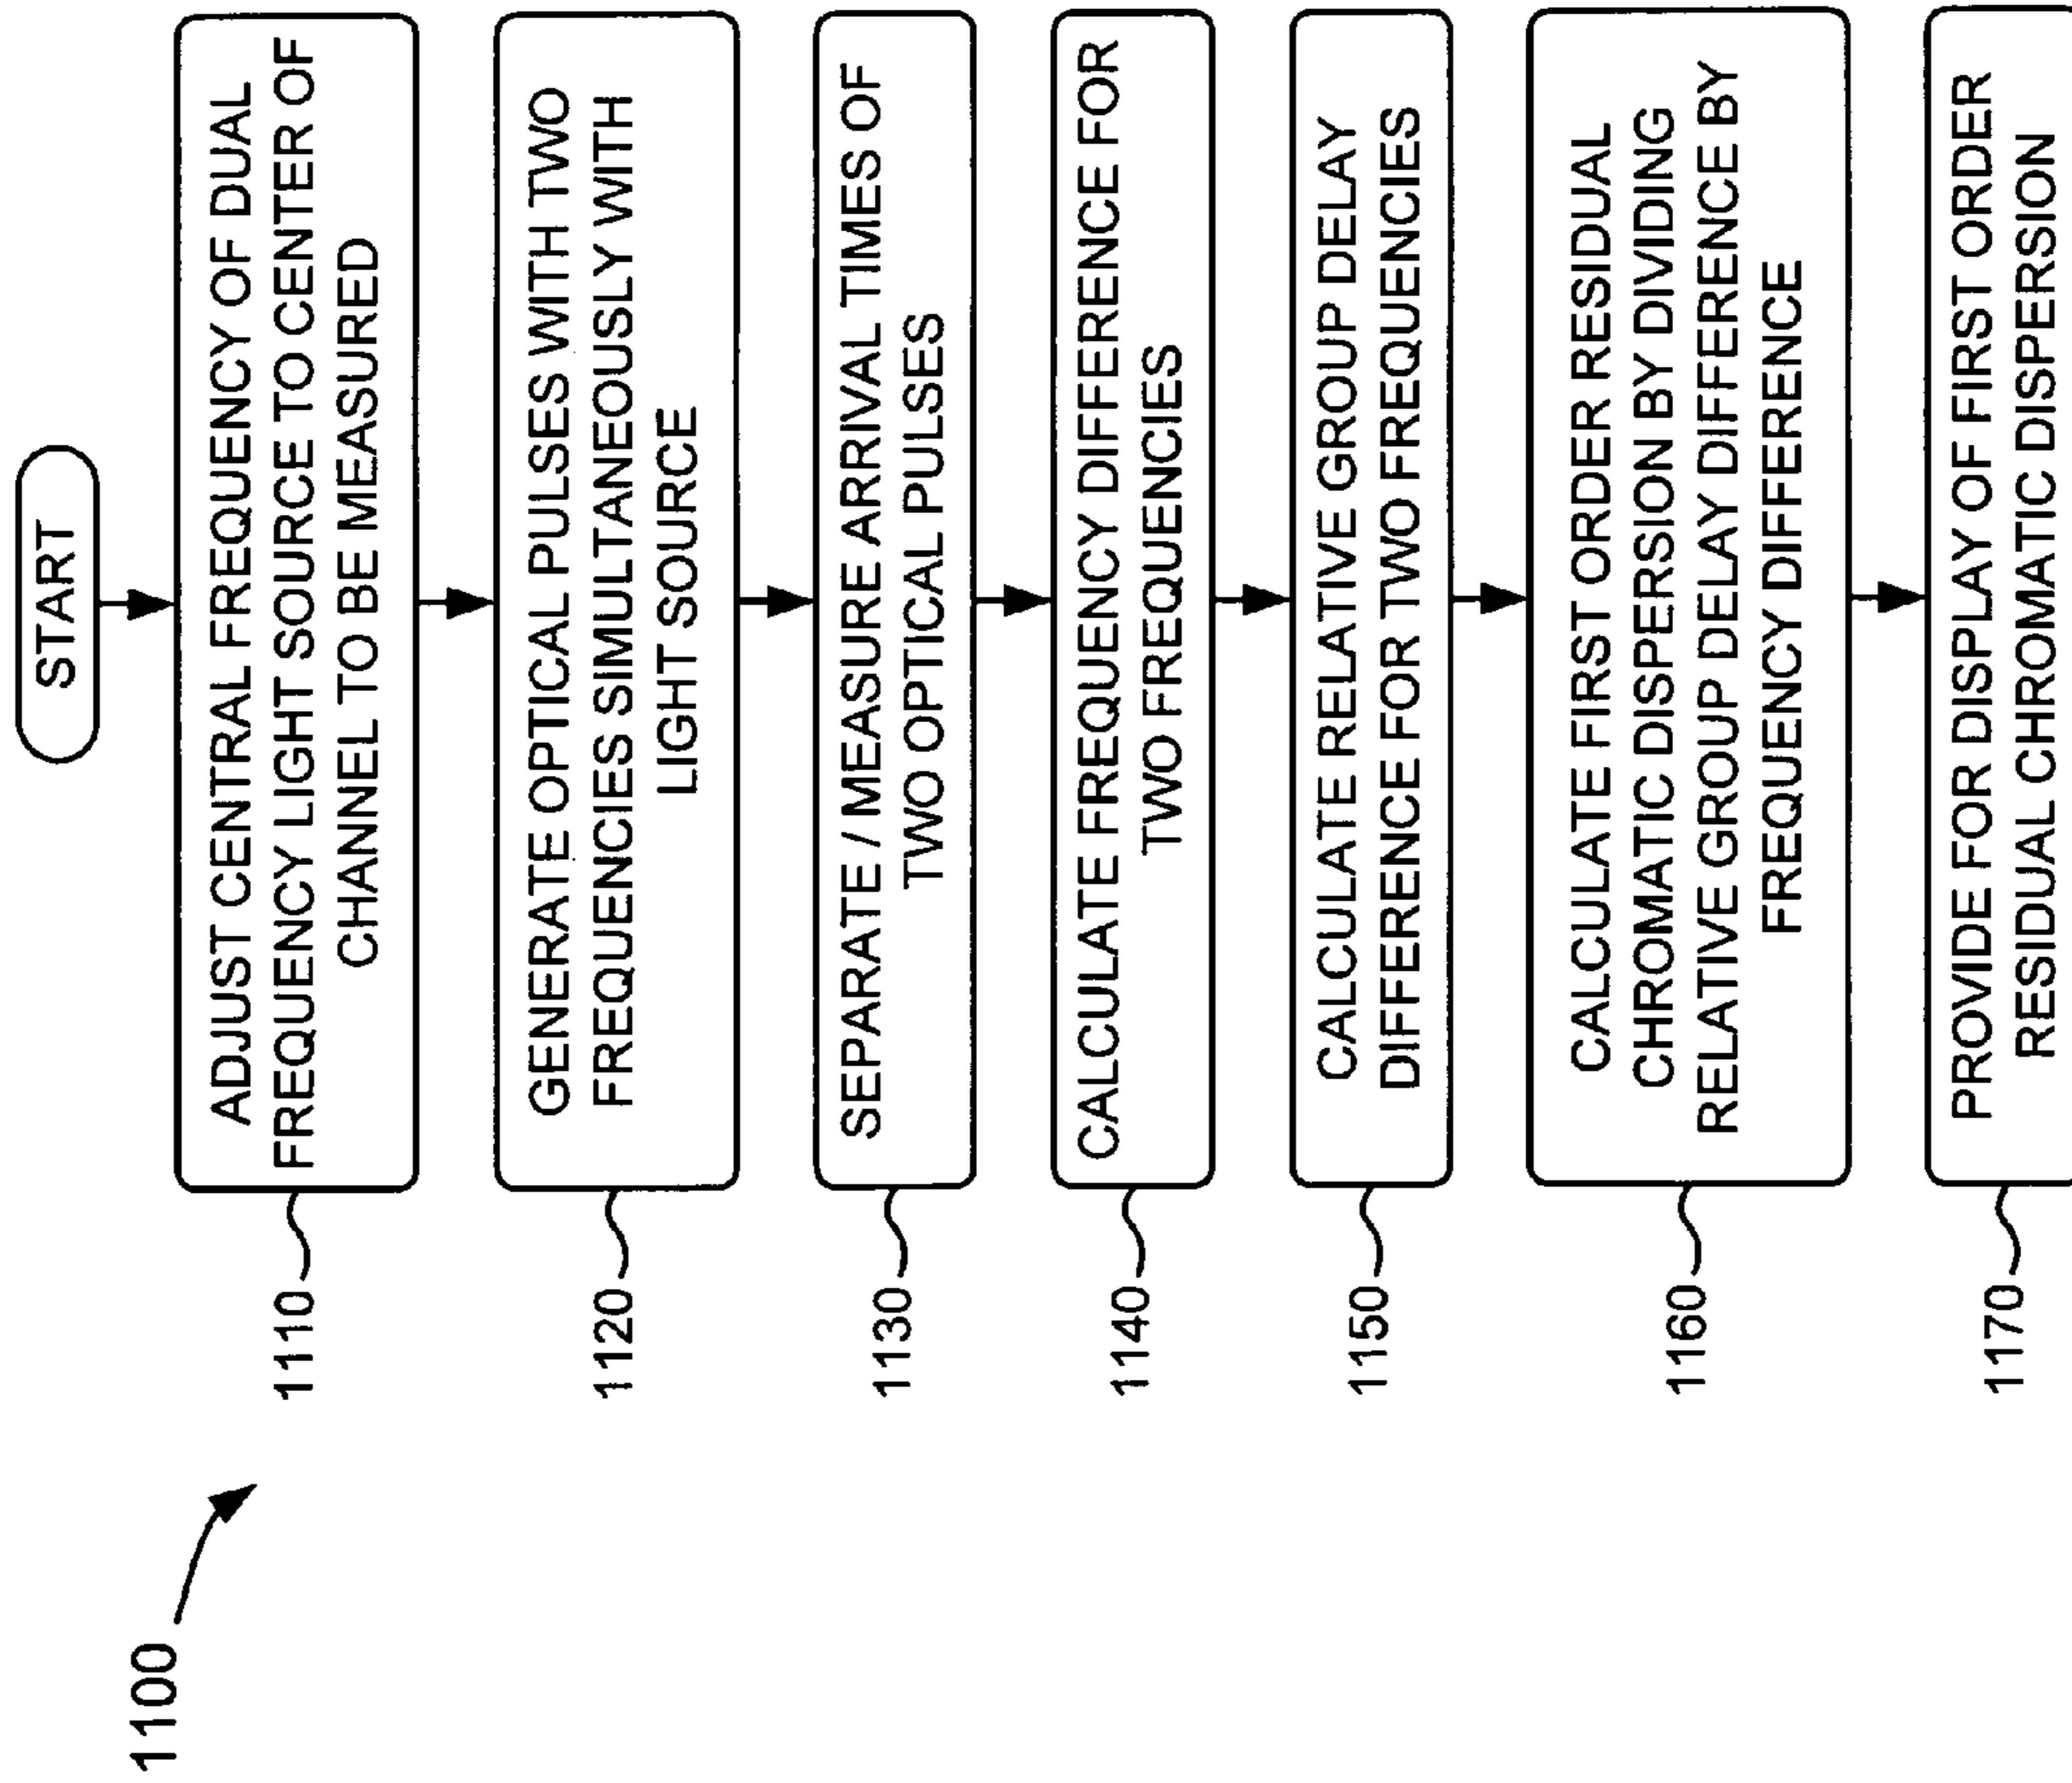 1100
START
1110
ADJUST CENTRAL FREQUENCY OF DUAL
FREQUENCY LIGHT SOURCE TO CENTER OF
CHANNEL TO BE MEASURED
1120
GENERATE OPTICAL PULSES WITH TWO
FREQUENCIES SIMULTANEOUSLY WITH
LIGHT SOURCE
1130
SEPARATE / MEASURE ARRIVAL TIMES OF
TWO OPTICAL PULSES
1140
CALCULATE FREQUENCY DIFFERENCE FOR
TWO FREQUENCIES
1150
CALCULATE RELATIVE GROUP DELAY
DIFFERENCE FOR TWO FREQUENCIES
1160
CALCULATE FIRST ORDER RESIDUAL
CHROMATIC DISPERSION BY DIVIDING
RELATIVE GROUP DELAY DIFFERENCE BY
FREQUENCY DIFFERENCE
1170
PROVIDE FOR DISPLAY OF FIRST ORDER
RESIDUAL CHROMATIC DISPERSION